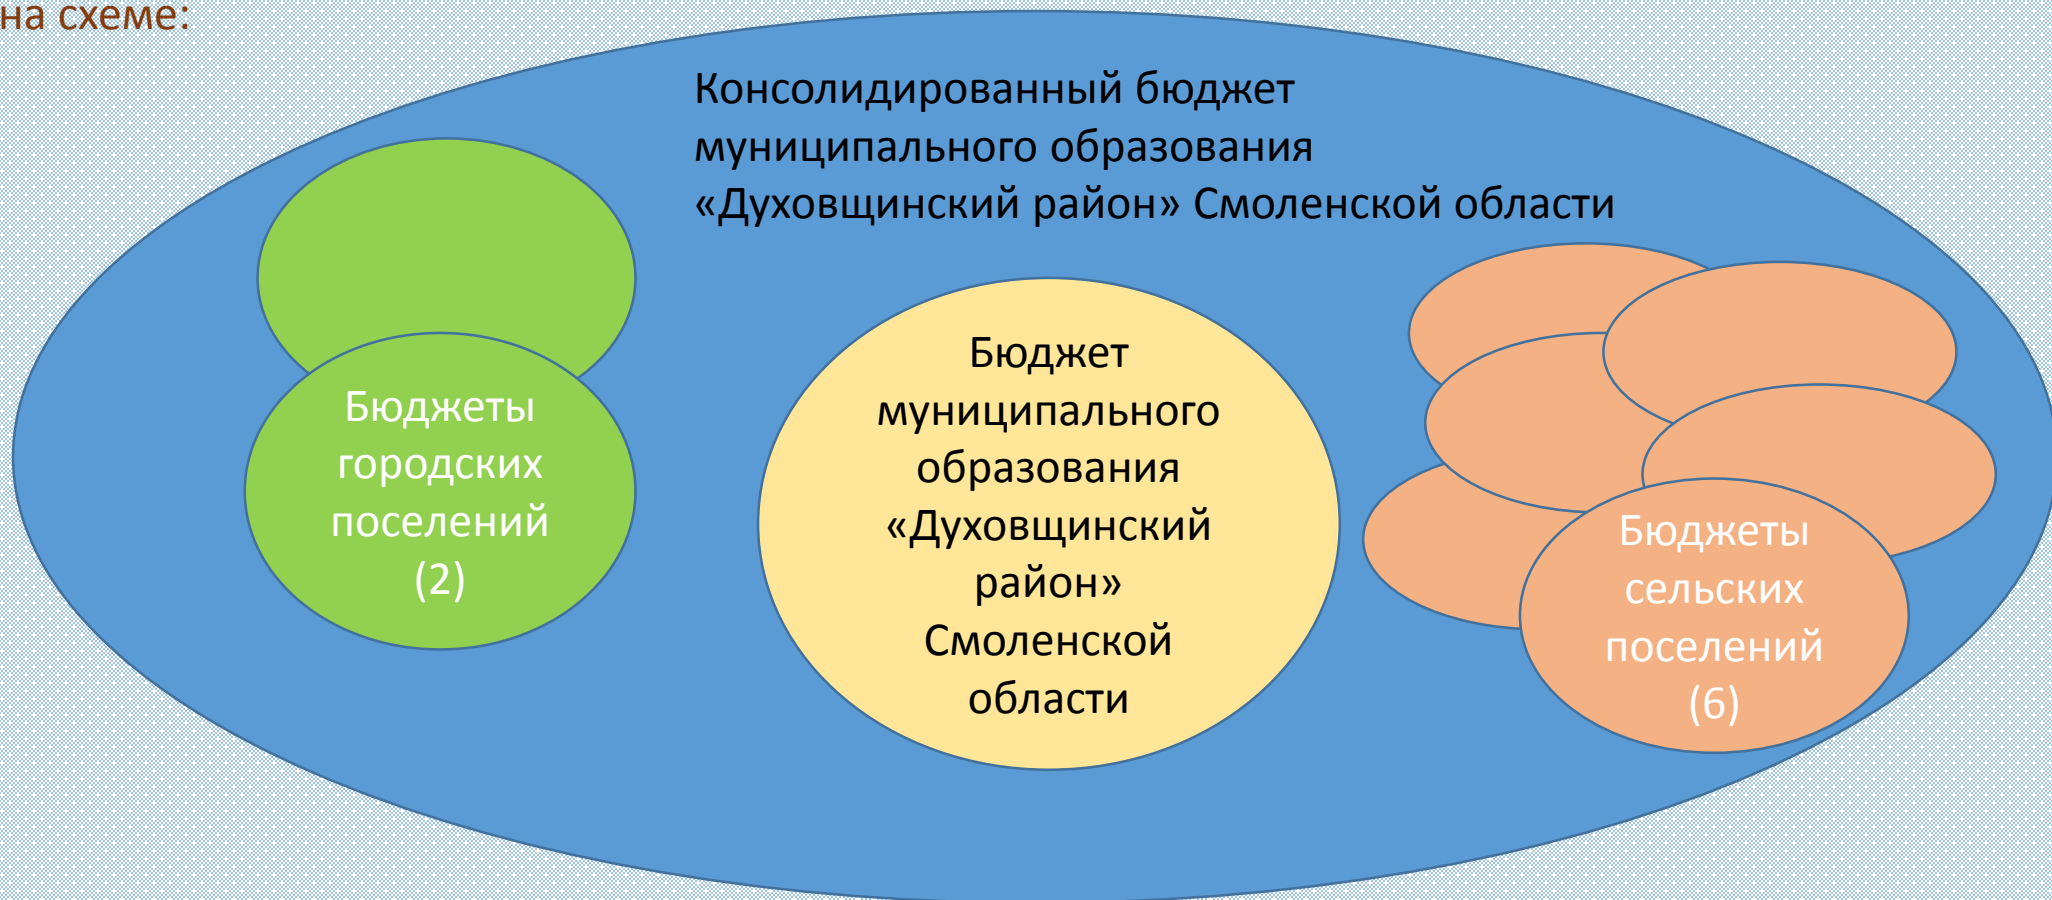 на схеме:
Консолидированный бюджет
муниципального образования
«Духовщинский район» Смоленской области
Бюджеты
городских
поселений
(2)
Бюджет
муниципального
образования
«Духовщинский
район»
Смоленской
области
Бюджеты
сельских
поселений
(6)